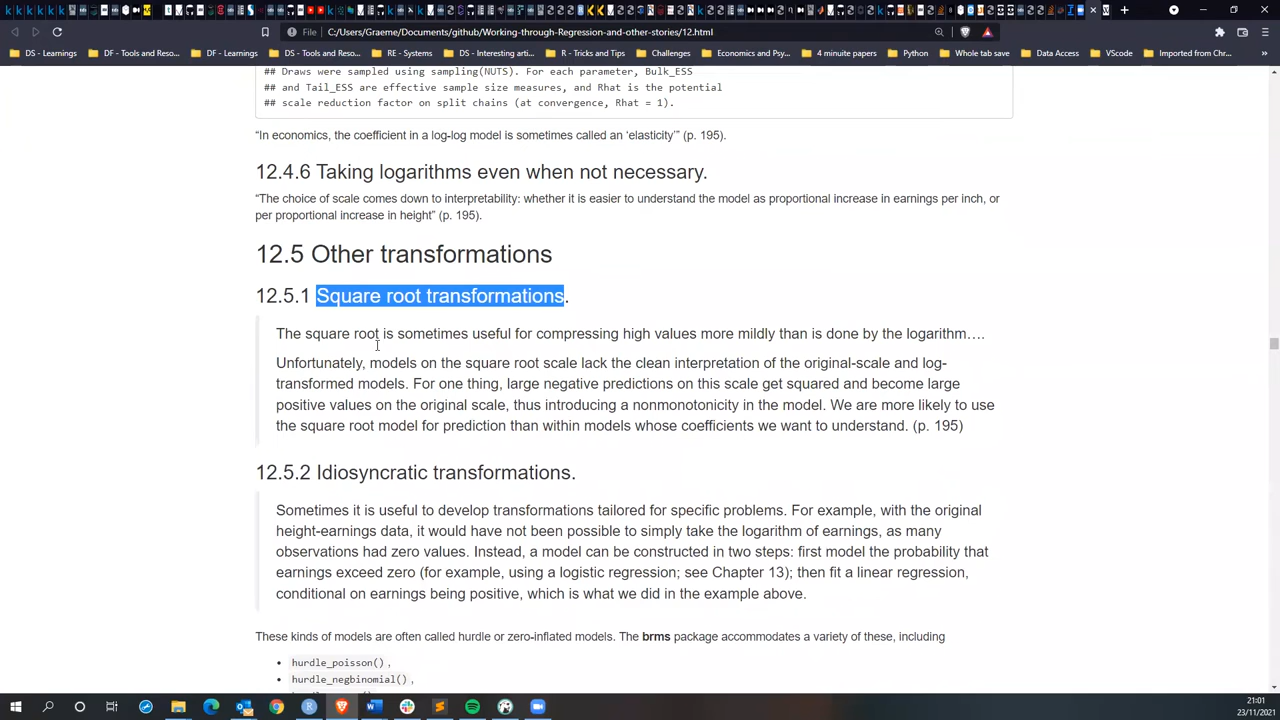 File
C:/Users/Graeme/Documents/github/Working-through-Regression-and-other-stories/12.html
DS - Learnings
DF - Tools and Reso...
DF - Learnings
DS - Tools and Resou...
RE - Systems
DS - Interesting artic...
R - Tricks and Tips
Challenges
Economics and Psy...
4 minuite papers
Python
Whole tab save
Data Access
VScode
Imported from Chr...
## Draws were sampled using sampling(NUTS). For each parameter, Bulk_ESS
## and Tail_ESS are effective sample size measures, and Rhat is the potential
## scale reduction factor on split chains (at convergence, Rhat = 1).
“In economics, the coefficient in a log-log model is sometimes called an ‘elasticity’” (p. 195).
12.4.6 Taking logarithms even when not necessary.
“The choice of scale comes down to interpretability: whether it is easier to understand the model as proportional increase in earnings per inch, or
per proportional increase in height” (p. 195).
12.5 Other transformations
12.5.1 Square root transformations.
The square root is sometimes useful for compressing high values more mildly than is done by the logarithm….
Unfortunately, models on the square root scale lack the clean interpretation of the original-scale and log-
transformed models. For one thing, large negative predictions on this scale get squared and become large
positive values on the original scale, thus introducing a nonmonotonicity in the model. We are more likely to use
the square root model for prediction than within models whose coefficients we want to understand. (p. 195)
12.5.2 Idiosyncratic transformations.
Sometimes it is useful to develop transformations tailored for specific problems. For example, with the original
height-earnings data, it would have not been possible to simply take the logarithm of earnings, as many
observations had zero values. Instead, a model can be constructed in two steps: first model the probability that
earnings exceed zero (for example, using a logistic regression; see Chapter 13); then fit a linear regression,
conditional on earnings being positive, which is what we did in the example above.
These kinds of models are often called hurdle or zero-inflated models. The brms package accommodates a variety of these, including
• hurdle_poisson() ,
• hurdle_negbinomial() ,
21:01
23/11/2021